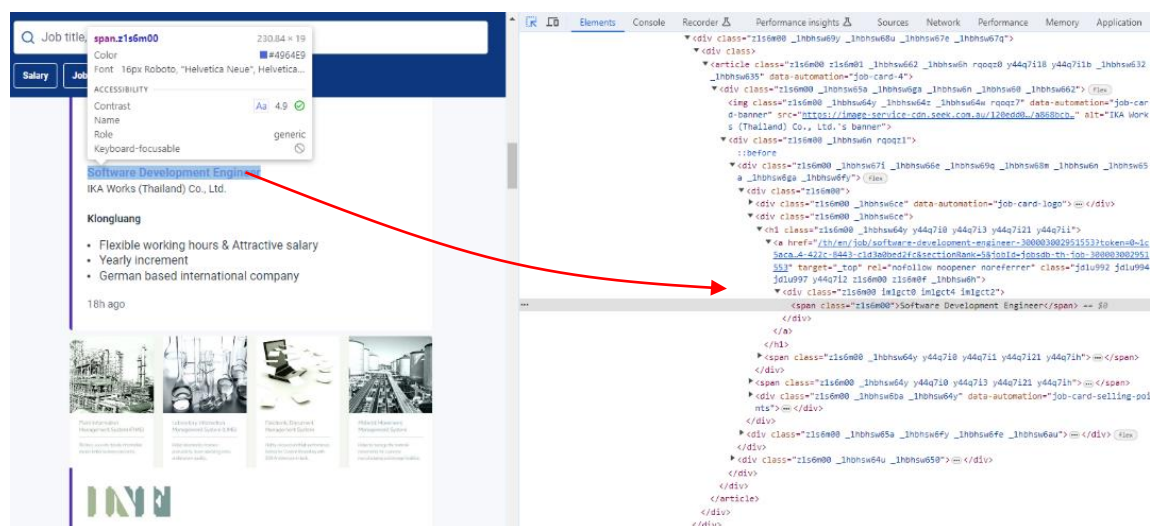 Job title,
Salary
Job
span.z1s6m00 230.84 × 19
Color #4964E9
Font 16px Roboto, "Helvetica Neue", Helvetica...
ACCESSIBILITY
Contrast Aa 4.9
Name
Role generic
Keyboard-focusable
Software Development Engineer
IKA Works (Thailand) Co., Ltd.
Klongluang
• Flexible working hours & Attractive salary
• Yearly increment
• German based international company
18h ago
Elements Console Recorder Performance insights Sources Network Performance Memory Application
<div class="z1s6m00 _1hbhsw69y _1hbhsw68u _1hbhsw67e _1hbhsw67q">
<div class>
<article class="z1s6m00 z1s6m01 _1hbhsw662 _1hbhsw6n rqoqz0 y44q7i18 y44q7i1b _1hbhsw632
_1hbhsw635" data-automation="job-card-4">
<div class="z1s6m00 _1hbhsw65a _1hbhsw6ga _1hbhsw6n _1hbhsw60 _1hbhsw662"> flex
<img class="z1s6m00 _1hbhsw64y _1hbhsw64z _1hbhsw64w rqoqz7" data-automation="job-car
d-banner" src="https://image-service-cdn.seek.com.au/120edd0…/a868bcb…" alt="IKA Work
s (Thailand) Co., Ltd.'s banner">
<div class="z1s6m00 _1hbhsw6n rqoqz1">
::before
<div class="z1s6m00 _1hbhsw67i _1hbhsw66e _1hbhsw69q _1hbhsw68m _1hbhsw6n _1hbhsw65
a _1hbhsw6ga _1hbhsw6fy"> flex
<div class="z1s6m00">
<div class="z1s6m00 _1hbhsw6ce" data-automation="job-card-logo"> … </div>
<div class="z1s6m00 _1hbhsw6ce">
<h1 class="z1s6m00 _1hbhsw64y y44q7i0 y44q7i3 y44q7i21 y44q7ii">
<a href="/th/en/job/software-development-engineer-300003002951553?token=0~1c
5aca…4-422c-8443-c1d3a0bed2fc&sectionRank=5&jobId=jobsdb-th-job-300003002951
553" target="_top" rel="nofollow noopener noreferrer" class="jdlu992 jdlu994
jdlu997 y44q7i2 z1s6m00 z1s6m0f _1hbhsw6h">
<div class="z1s6m00 im1gct0 im1gct4 im1gct2">
<span class="z1s6m00">Software Development Engineer</span> == $0
</div>
</a>
</h1>
<span class="z1s6m00 _1hbhsw64y y44q7i0 y44q7i1 y44q7i21 y44q7ih"> … </span>
</div>
<span class="z1s6m00 _1hbhsw64y y44q7i0 y44q7i3 y44q7i21 y44q7ih"> … </span>
<div class="z1s6m00 _1hbhsw6ba _1hbhsw64y" data-automation="job-card-selling-poi
nts"> … </div>
</div>
<div class="z1s6m00 _1hbhsw65a _1hbhsw6fy _1hbhsw6fe _1hbhsw6au"> … </div> flex
</div>
<div class="z1s6m00 _1hbhsw64u _1hbhsw650"> … </div>
</div>
</div>
</article>
</div>
</div>